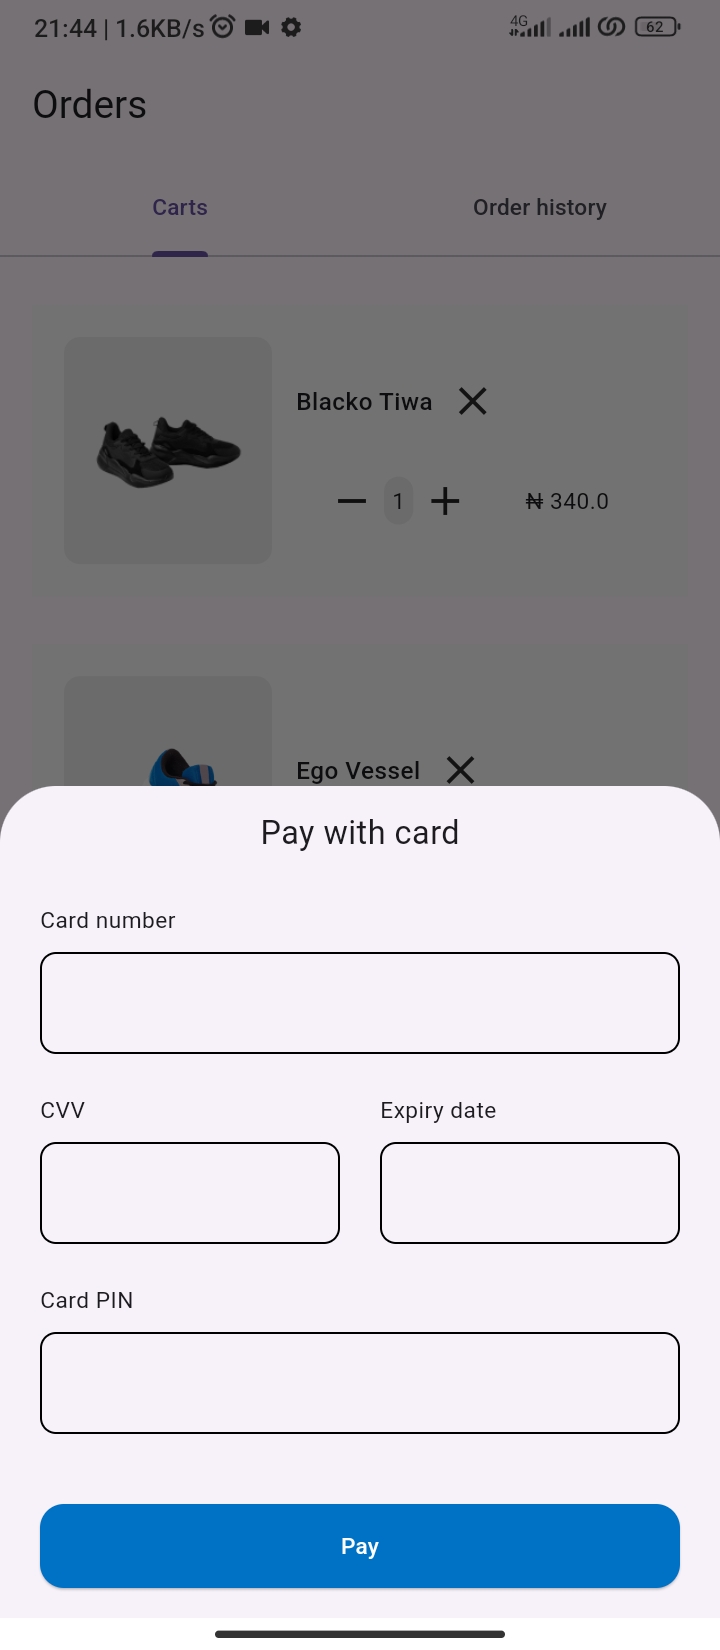 21:44 | 1.6KB/s
4G
62
Orders
Carts
Order history
Blacko Tiwa
1
₦ 340.0
Ego Vessel
Pay with card
Card number
CVV
Expiry date
Card PIN
Pay